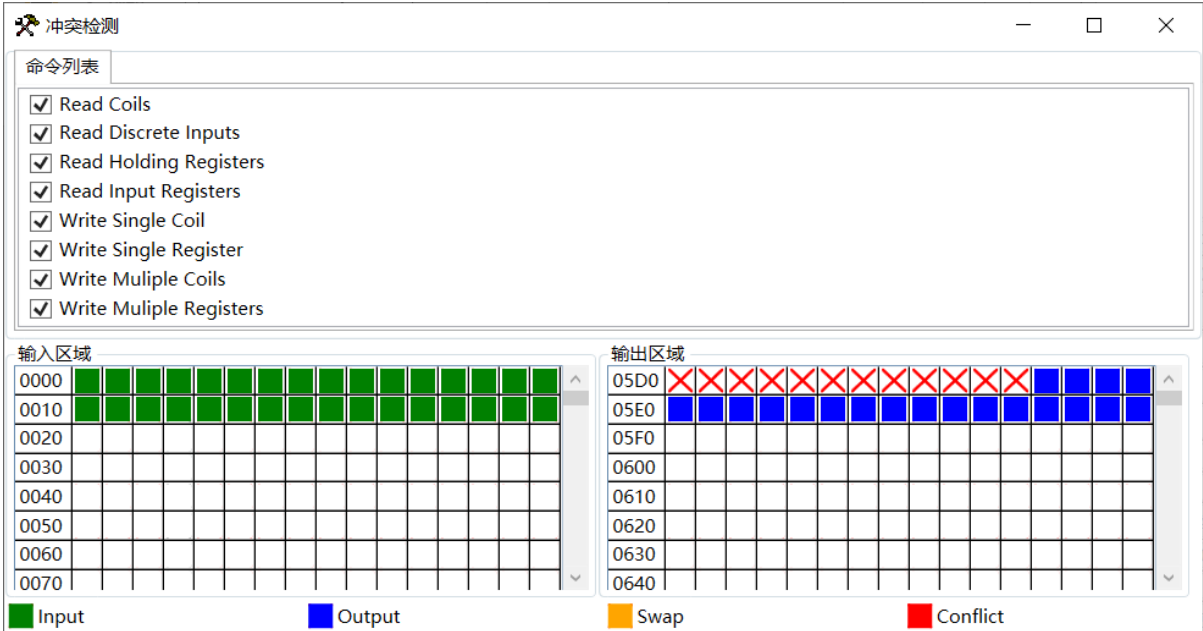 冲突检测
命令列表
Read Coils
Read Discrete Inputs
Read Holding Registers
Read Input Registers
Write Single Coil
Write Single Register
Write Muliple Coils
Write Muliple Registers
输入区域
0000
0010
0020
0030
0040
0050
0060
0070
输出区域
05D0
05E0
05F0
0600
0610
0620
0630
0640
Input Output Swap Conflict